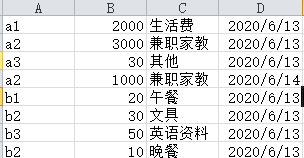 A B C D
a1 2000 生活费 2020/6/13
a2 3000 兼职家教 2020/6/13
a3 30 其他 2020/6/13
a2 1000 兼职家教 2020/6/14
b1 20 午餐 2020/6/13
b2 30 文具 2020/6/13
b3 50 英语资料 2020/6/13
b2 10 晚餐 2020/6/13